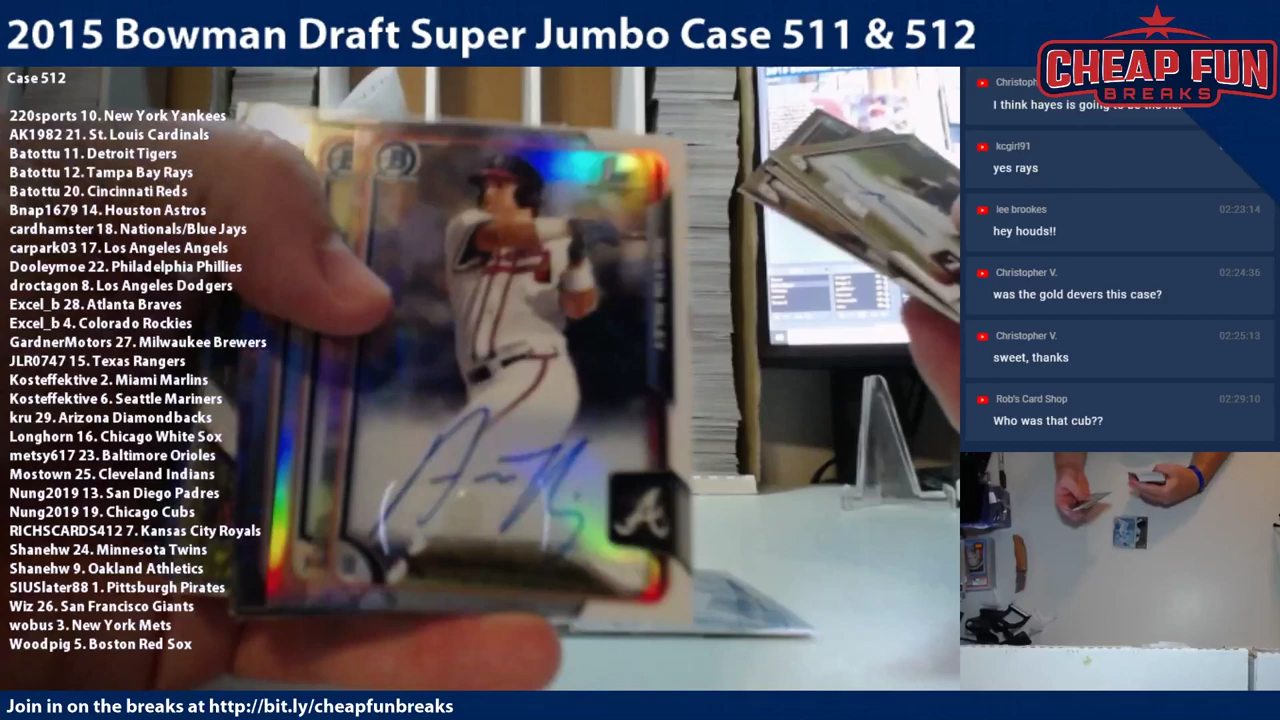 2015 Bowman Draft Super Jumbo Case 511 & 512
CHEAP FUN
BREAKS
Case 512
220sports 10. New York Yankees
AK1982 21. St. Louis Cardinals
Batottu 11. Detroit Tigers
Batottu 12. Tampa Bay Rays
Batottu 20. Cincinnati Reds
Bnap1679 14. Houston Astros
cardhamster 18. Nationals/Blue Jays
carpark03 17. Los Angeles Angels
Dooleymoe 22. Philadelphia Phillies
droctagon 8. Los Angeles Dodgers
Excel_b 28. Atlanta Braves
Excel_b 4. Colorado Rockies
GardnerMotors 27. Milwaukee Brewers
JLR0747 15. Texas Rangers
Kosteffektive 2. Miami Marlins
Kosteffektive 6. Seattle Mariners
kru 29. Arizona Diamondbacks
Longhorn 16. Chicago White Sox
metsy617 23. Baltimore Orioles
Mostown 25. Cleveland Indians
Nung2019 13. San Diego Padres
Nung2019 19. Chicago Cubs
RICHSCARDS412 7. Kansas City Royals
Shanehw 24. Minnesota Twins
Shanehw 9. Oakland Athletics
SIUSlater88 1. Pittsburgh Pirates
Wiz 26. San Francisco Giants
wobus 3. New York Mets
Woodpig 5. Boston Red Sox
I think hayes is going to be the
kcgirl91
yes rays
lee brookes 02:23:14
hey houds!!
Christopher V. 02:24:36
was the gold devers this case?
Christopher V. 02:25:13
sweet, thanks
Rob's Card Shop 02:29:10
Who was that cub??
Join in on the breaks at http://bit.ly/cheapfunbreaks